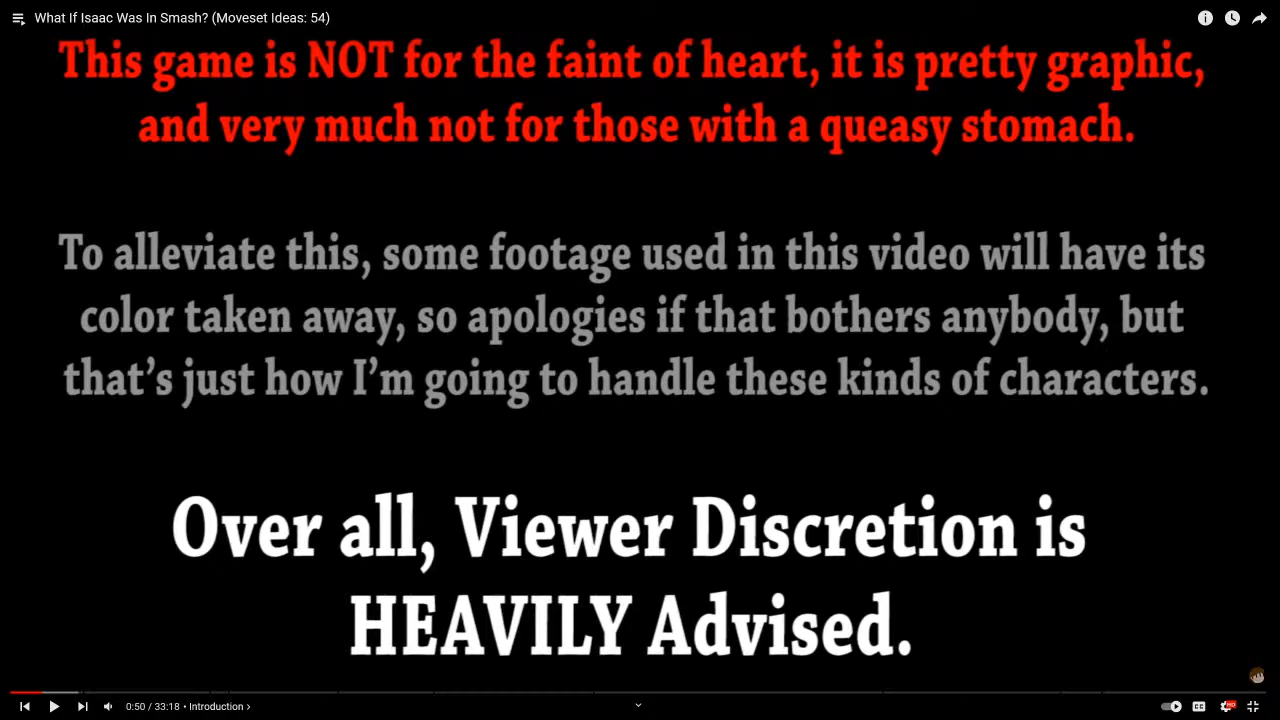 What If Isaac Was In Smash? (Moveset Ideas: 54)
This game is NOT for the faint of heart, it is pretty graphic,
and very much not for those with a queasy stomach.
To alleviate this, some footage used in this video will have its
color taken away, so apologies if that bothers anybody, but
that’s just how I’m going to handle these kinds of characters.
Over all, Viewer Discretion is
HEAVILY Advised.
0:50 / 33:18 • Introduction ›
CC HD